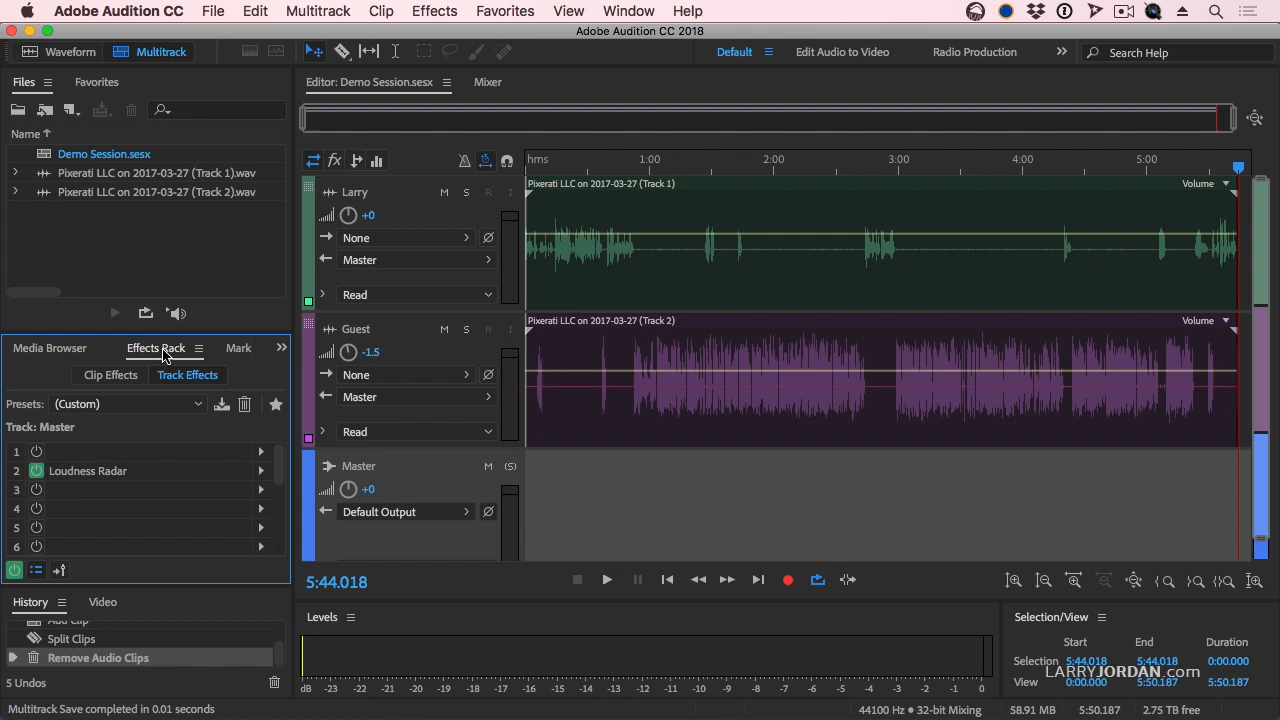 Adobe Audition CC File Edit Multitrack Clip Effects Favorites View Window Help
Adobe Audition CC 2018
Waveform Multitrack Default Edit Audio to Video Radio Production Search Help
Files Favorites
Name
Demo Session.sesx
Pixerati LLC on 2017-03-27 (Track 1).wav
Pixerati LLC on 2017-03-27 (Track 2).wav
Media Browser Effects Rack Mark
Clip Effects Track Effects
Presets: (Custom)
Track: Master
1
2 Loudness Radar
3
4
5
6
History Video
Add Clip
Split Clips
Remove Audio Clips
5 Undos
Multitrack Save completed in 0.01 seconds
Editor: Demo Session.sesx Mixer
fx
hms 1:00 2:00 3:00 4:00 5:00
Larry M S R I
+0
None
Master
Read
Pixerati LLC on 2017-03-27 (Track 1) Volume
Guest M S R I
-1.5
None
Master
Read
Pixerati LLC on 2017-03-27 (Track 2) Volume
Master M (S)
+0
Default Output
5:44.018
Levels
dB -23 -22 -21 -20 -19 -18 -17 -16 -15 -14 -13 -12 -11 -10 -9 -8 -7 -6 -5 -4 -3 -2 -1 0
Selection/View
Start End Duration
Selection 5:44.018 5:44.018 0:00.000
View 0:00.000 5:50.187 5:50.187
LARRYJORDAN.com
44100 Hz • 32-bit Mixing 58.91 MB 5:50.187 2.75 TB free